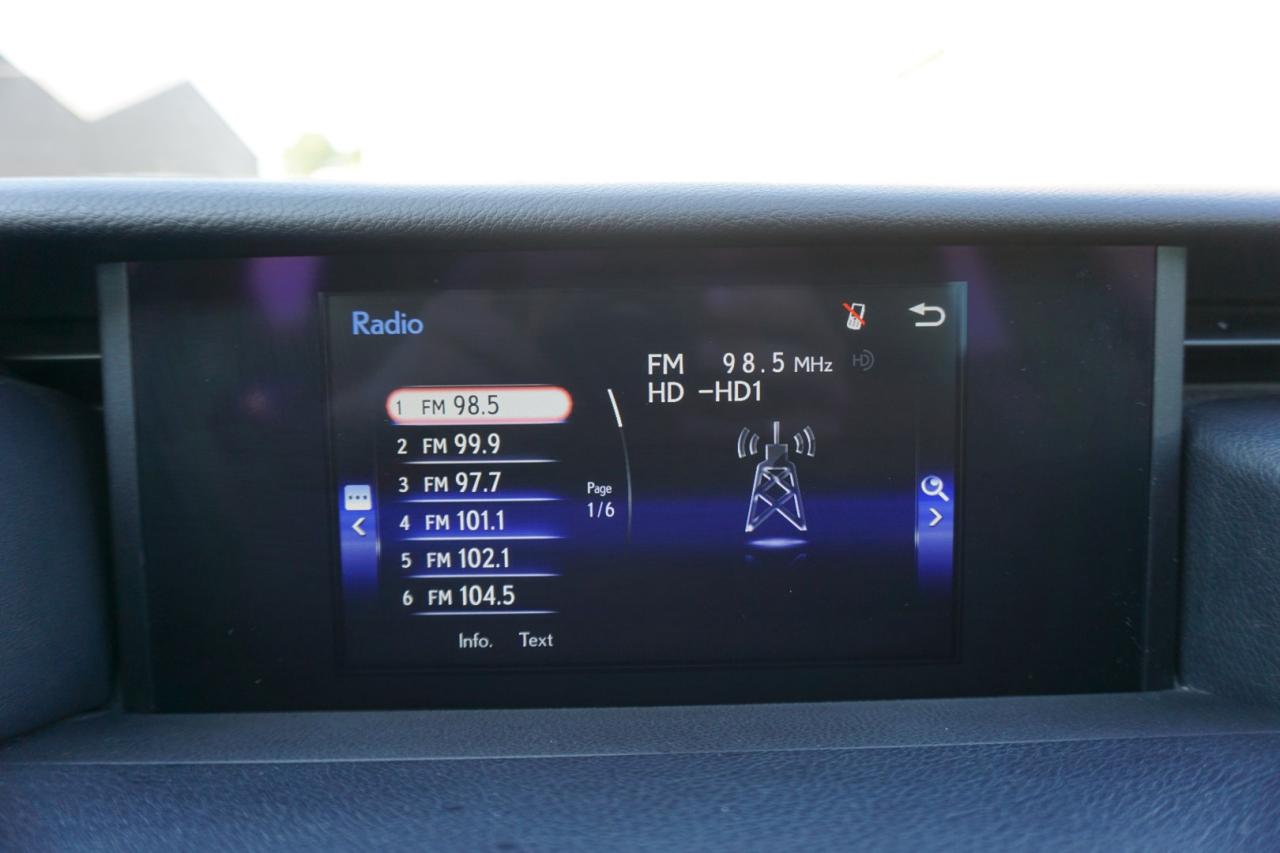 Radio
FM 98.5 MHz HD
HD -HD1
1 FM 98.5
2 FM 99.9
3 FM 97.7
4 FM 101.1
5 FM 102.1
6 FM 104.5
Page
1/6
Info. Text